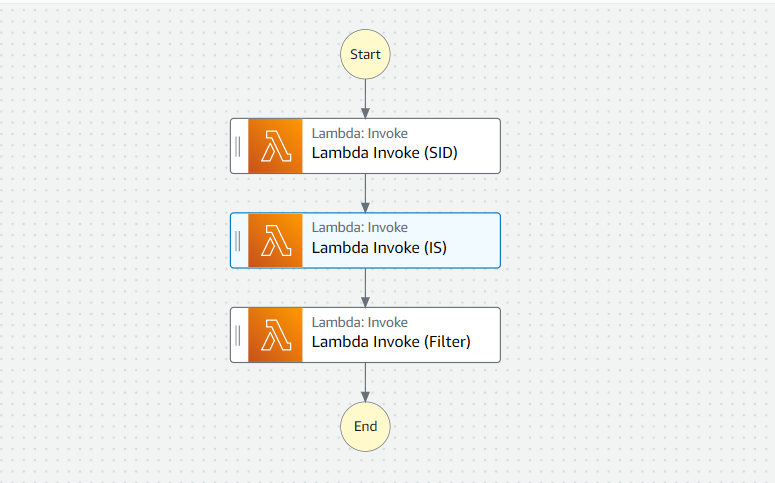 Start
Lambda: Invoke
Lambda Invoke (SID)
Lambda: Invoke
Lambda Invoke (IS)
Lambda: Invoke
Lambda Invoke (Filter)
End